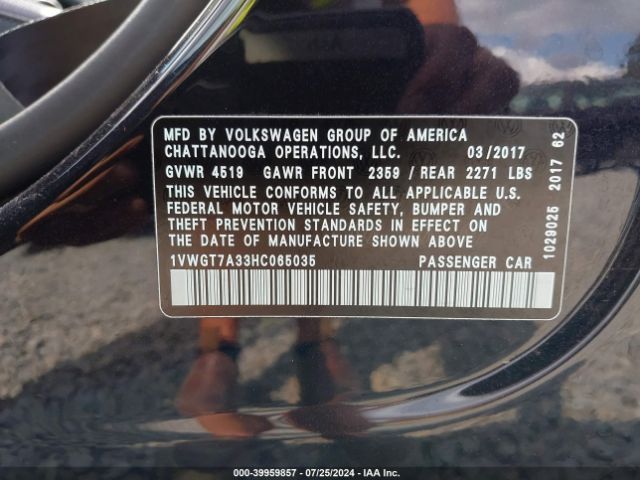 MFD BY VOLKSWAGEN GROUP OF AMERICA
CHATTANOOGA OPERATIONS, LLC. 03/2017
GVWR 4519 GAWR FRONT 2359 / REAR 2271 LBS
THIS VEHICLE CONFORMS TO ALL APPLICABLE U.S.
FEDERAL MOTOR VEHICLE SAFETY, BUMPER AND
THEFT PREVENTION STANDARDS IN EFFECT ON
THE DATE OF MANUFACTURE SHOWN ABOVE
1VWGT7A33HC065035 PASSENGER CAR
1029025 2017 62
000-39959857 - 07/25/2024 - IAA Inc.